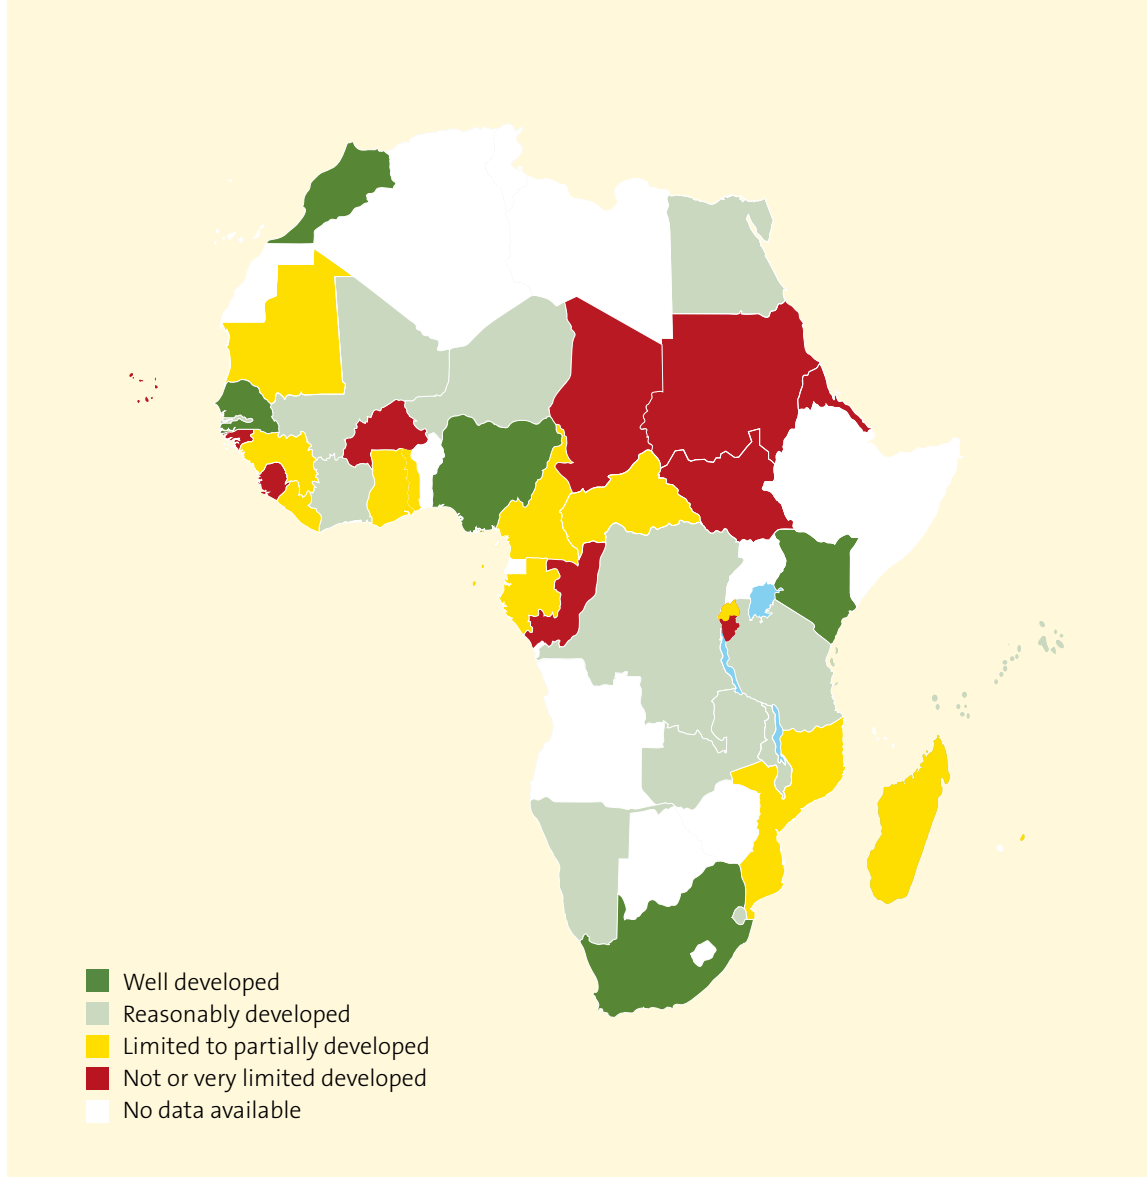 Well developed
Reasonably developed
Limited to partially developed
Not or very limited developed
No data available